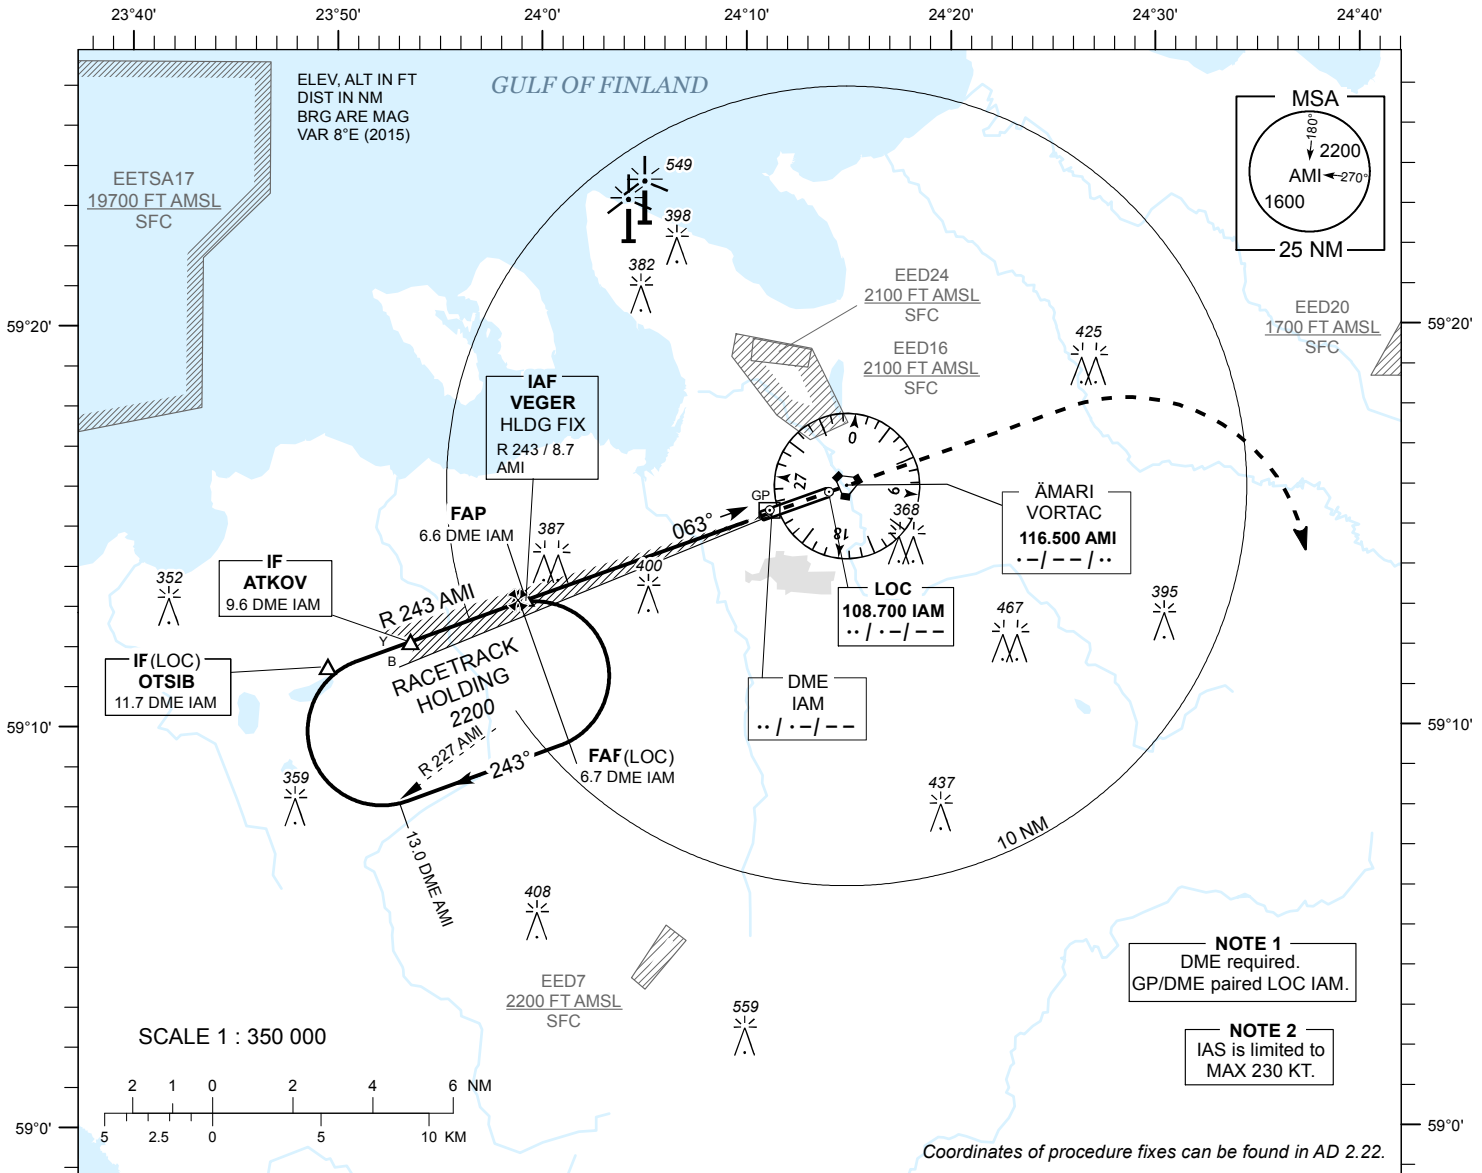 23°40'
23°50'
24°0'
24°10'
24°20'
24°30'
24°40'
ELEV, ALT IN FT
DIST IN NM
BRG ARE MAG
VAR 8°E (2015)
GULF OF FINLAND
MSA
180°
2200
AMI
270°
1600
25 NM
EETSA17
19700 FT AMSL
SFC
549
398
382
EED24
2100 FT AMSL
SFC
EED16
2100 FT AMSL
SFC
EED20
1700 FT AMSL
SFC
59°20'
59°20'
425
IAF
VEGER
HLDG FIX
R 243 / 8.7
AMI
0
27
9
18
GP
ÄMARI
VORTAC
116.500 AMI
·–/––/··
FAP
6.6 DME IAM
387
063°
368
400
IF
ATKOV
9.6 DME IAM
352
R 243 AMI
Y
B
LOC
108.700 IAM
··/·–/––
467
395
IF(LOC)
OTSIB
11.7 DME IAM
RACETRACK
HOLDING
2200
R 227 AMI
243°
DME
IAM
··/·–/––
59°10'
59°10'
FAF(LOC)
6.7 DME IAM
359
437
13.0 DME AMI
10 NM
408
EED7
2200 FT AMSL
SFC
559
NOTE 1
DME required.
GP/DME paired LOC IAM.
NOTE 2
IAS is limited to
MAX 230 KT.
SCALE 1 : 350 000
2 1 0 2 4 6 NM
5 2.5 0 5 10 KM
59°0'
59°0'
Coordinates of procedure fixes can be found in AD 2.22.